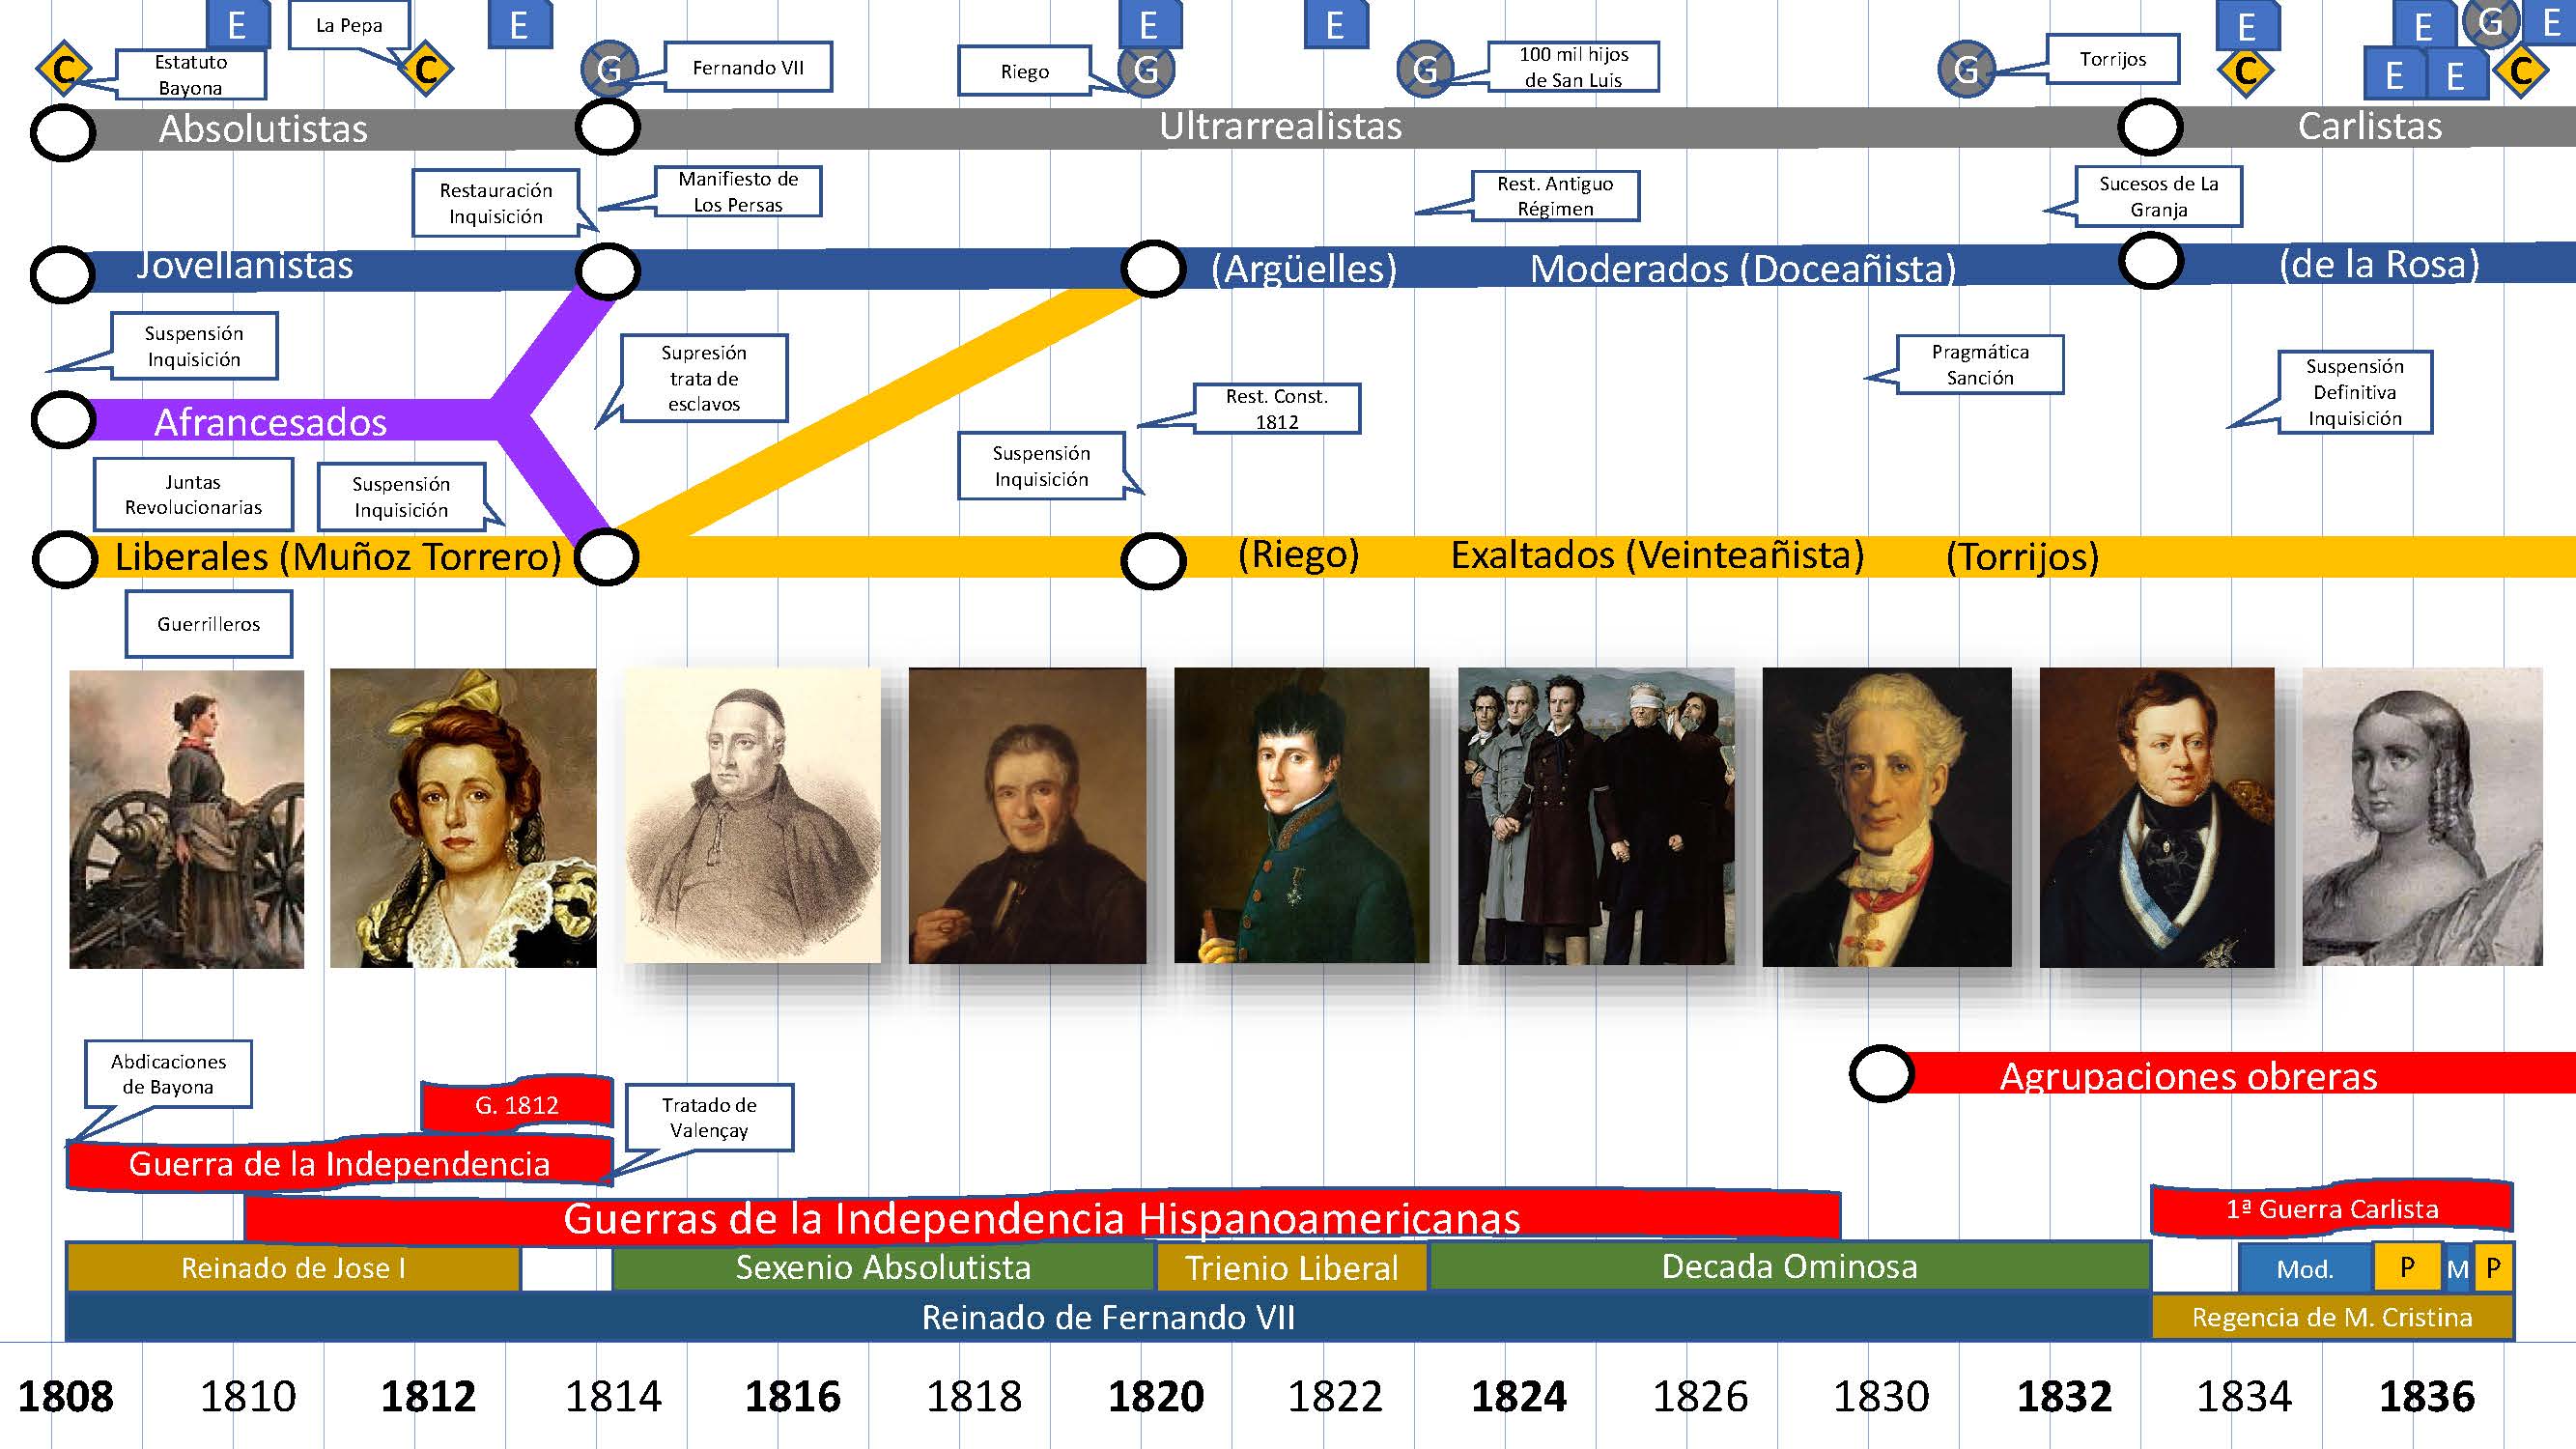 E
La Pepa
E
E
E
E
E
G
E
C
Estatuto
Bayona
C
G
Fernando VII
Riego
G
G
100 mil hijos
de San Luis
G
Torrijos
C
E
E
C
Absolutistas
Ultrarrealistas
Carlistas
Restauración
Inquisición
Manifiesto de
Los Persas
Rest. Antiguo
Régimen
Sucesos de La
Granja
Jovellanistas
(Argüelles)
Moderados (Doceañista)
(de la Rosa)
Suspensión
Inquisición
Supresión
trata de
esclavos
Pragmática
Sanción
Suspensión
Definitiva
Inquisición
Afrancesados
Rest. Const.
1812
Suspensión
Inquisición
Juntas
Revolucionarias
Suspensión
Inquisición
Liberales (Muñoz Torrero)
(Riego)
Exaltados (Veinteañista)
(Torrijos)
Guerrilleros
Abdicaciones
de Bayona
Agrupaciones obreras
G. 1812
Tratado de
Valençay
Guerra de la Independencia
Guerras de la Independencia Hispanoamericanas
1ª Guerra Carlista
Reinado de Jose I
Sexenio Absolutista
Trienio Liberal
Decada Ominosa
Mod.
P
M
P
Reinado de Fernando VII
Regencia de M. Cristina
1808 1810 1812 1814 1816 1818 1820 1822 1824 1826 1830 1832 1834 1836